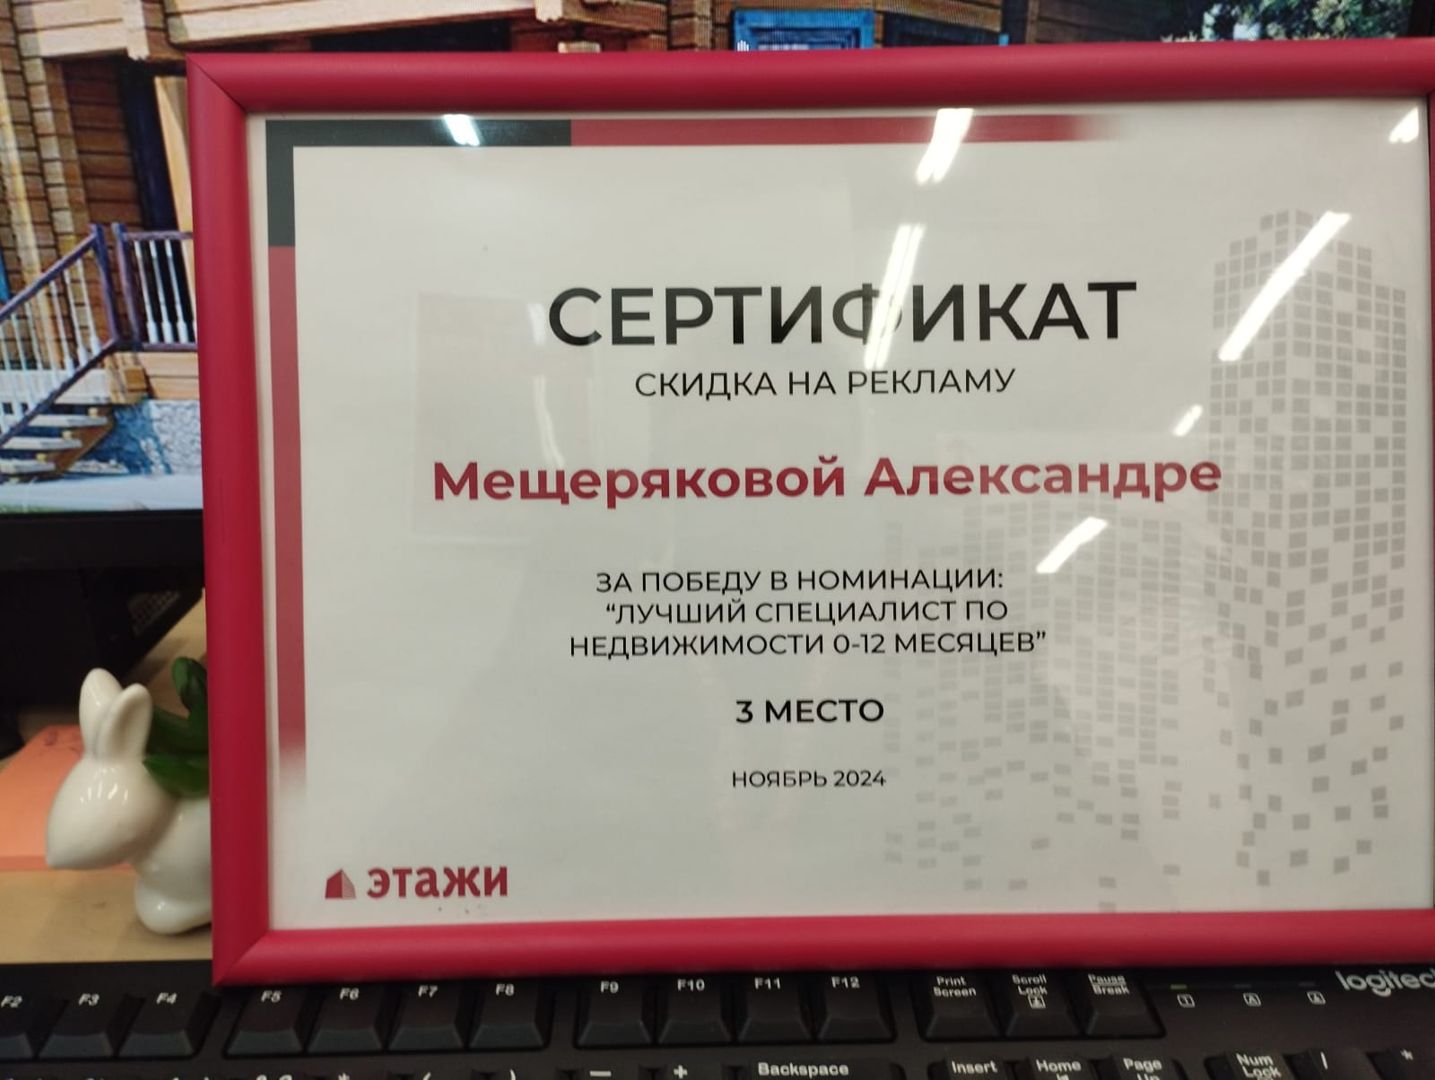 СЕРТИФИКАТ
СКИДКА НА РЕКЛАМУ
Мещеряковой Александре
ЗА ПОБЕДУ В НОМИНАЦИИ:
“ЛУЧШИЙ СПЕЦИАЛИСТ ПО
НЕДВИЖИМОСТИ 0-12 МЕСЯЦЕВ”
3 МЕСТО
НОЯБРЬ 2024
этажи
F2 F3 F4 F5 F6 F7 F8 F9 F10 F11 F12
Print Screen
Scroll Lock
Pause Break
logitec
Backspace
Insert
Home
Page Up
Num Lock